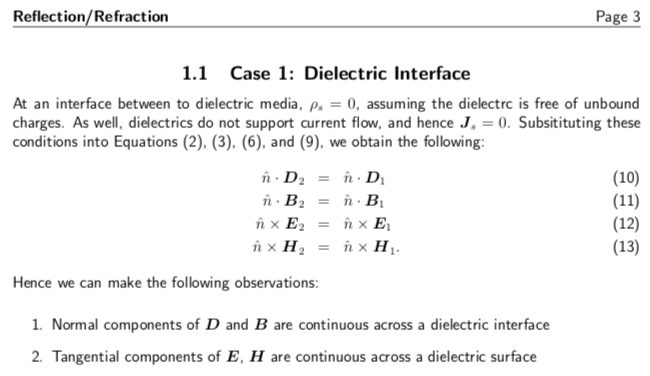 Reflection/Refraction Page 3
1.1 Case 1: Dielectric Interface
At an interface between to dielectric media, ρₛ = 0, assuming the dielectrc is free of unbound
charges. As well, dielectrics do not support current flow, and hence Jₛ = 0. Subsitituting these
conditions into Equations (2), (3), (6), and (9), we obtain the following:
n̂ · D₂ = n̂ · D₁ (10)
n̂ · B₂ = n̂ · B₁ (11)
n̂ × E₂ = n̂ × E₁ (12)
n̂ × H₂ = n̂ × H₁. (13)
Hence we can make the following observations:
1. Normal components of D and B are continuous across a dielectric interface
2. Tangential components of E, H are continuous across a dielectric surface